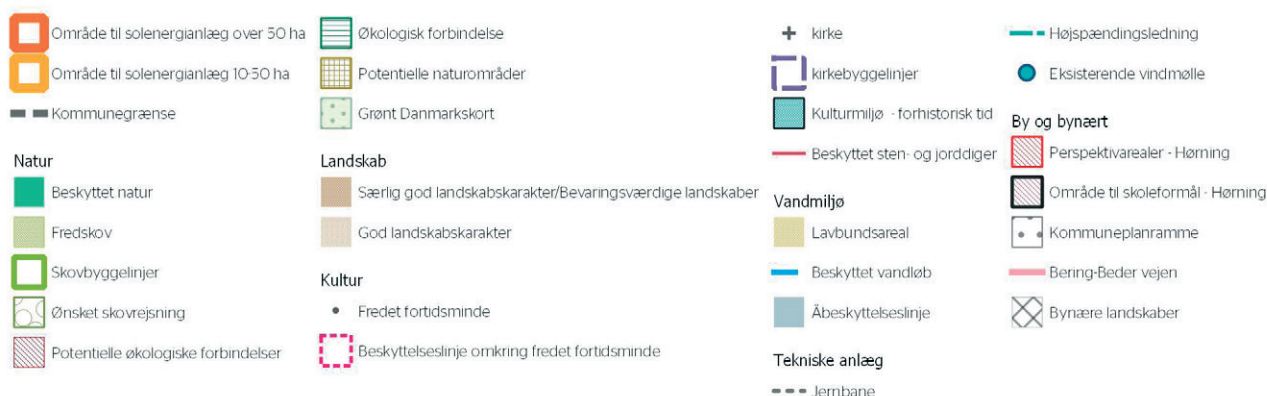 Område til solenergianlæg over 30 ha
Område til solenergianlæg 10-30 ha
Kommunegrænse
Natur
Beskyttet natur
Fredskov
Skovbyggelinjer
Ønsket skovrejsning
Potentielle økologiske forbindelser
Økologisk forbindelse
Potentielle naturområder
Grønt Danmarkskort
Landskab
Særlig god landskabskarakter/Bevaringsværdige landskaber
God landskabskarakter
Kultur
Fredet fortidsminde
Beskyttelseslinje omkring fredet fortidsminde
kirke
kirkebyggelinjer
Kulturmiljø - forhistorisk tid
Beskyttet sten- og jorddiger
Vandmiljø
Lavbundsareal
Beskyttet vandløb
Åbeskyttelseslinje
Tekniske anlæg
Jernbane
Højspændingsledning
Eksisterende vindmølle
By og bynært
Perspektivarealer - Hørning
Område til skoleformål - Hørning
Kommuneplanramme
Bering-Beder vejen
Bynære landskaber